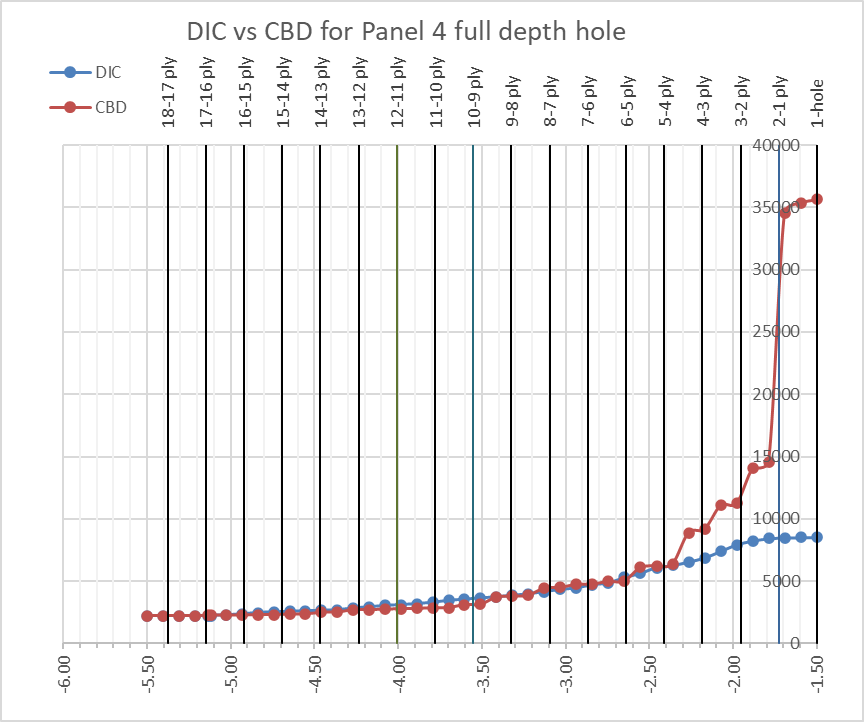 DIC vs CBD for Panel 4 full depth hole
DIC
CBD
18-17 ply
17-16 ply
16-15 ply
15-14 ply
14-13 ply
13-12 ply
12-11 ply
11-10 ply
10-9 ply
9-8 ply
8-7 ply
7-6 ply
6-5 ply
5-4 ply
4-3 ply
3-2 ply
2-1 ply
1-hole
40000
35000
30000
25000
20000
15000
10000
5000
0
-6.00
-5.50
-5.00
-4.50
-4.00
-3.50
-3.00
-2.50
-2.00
-1.50